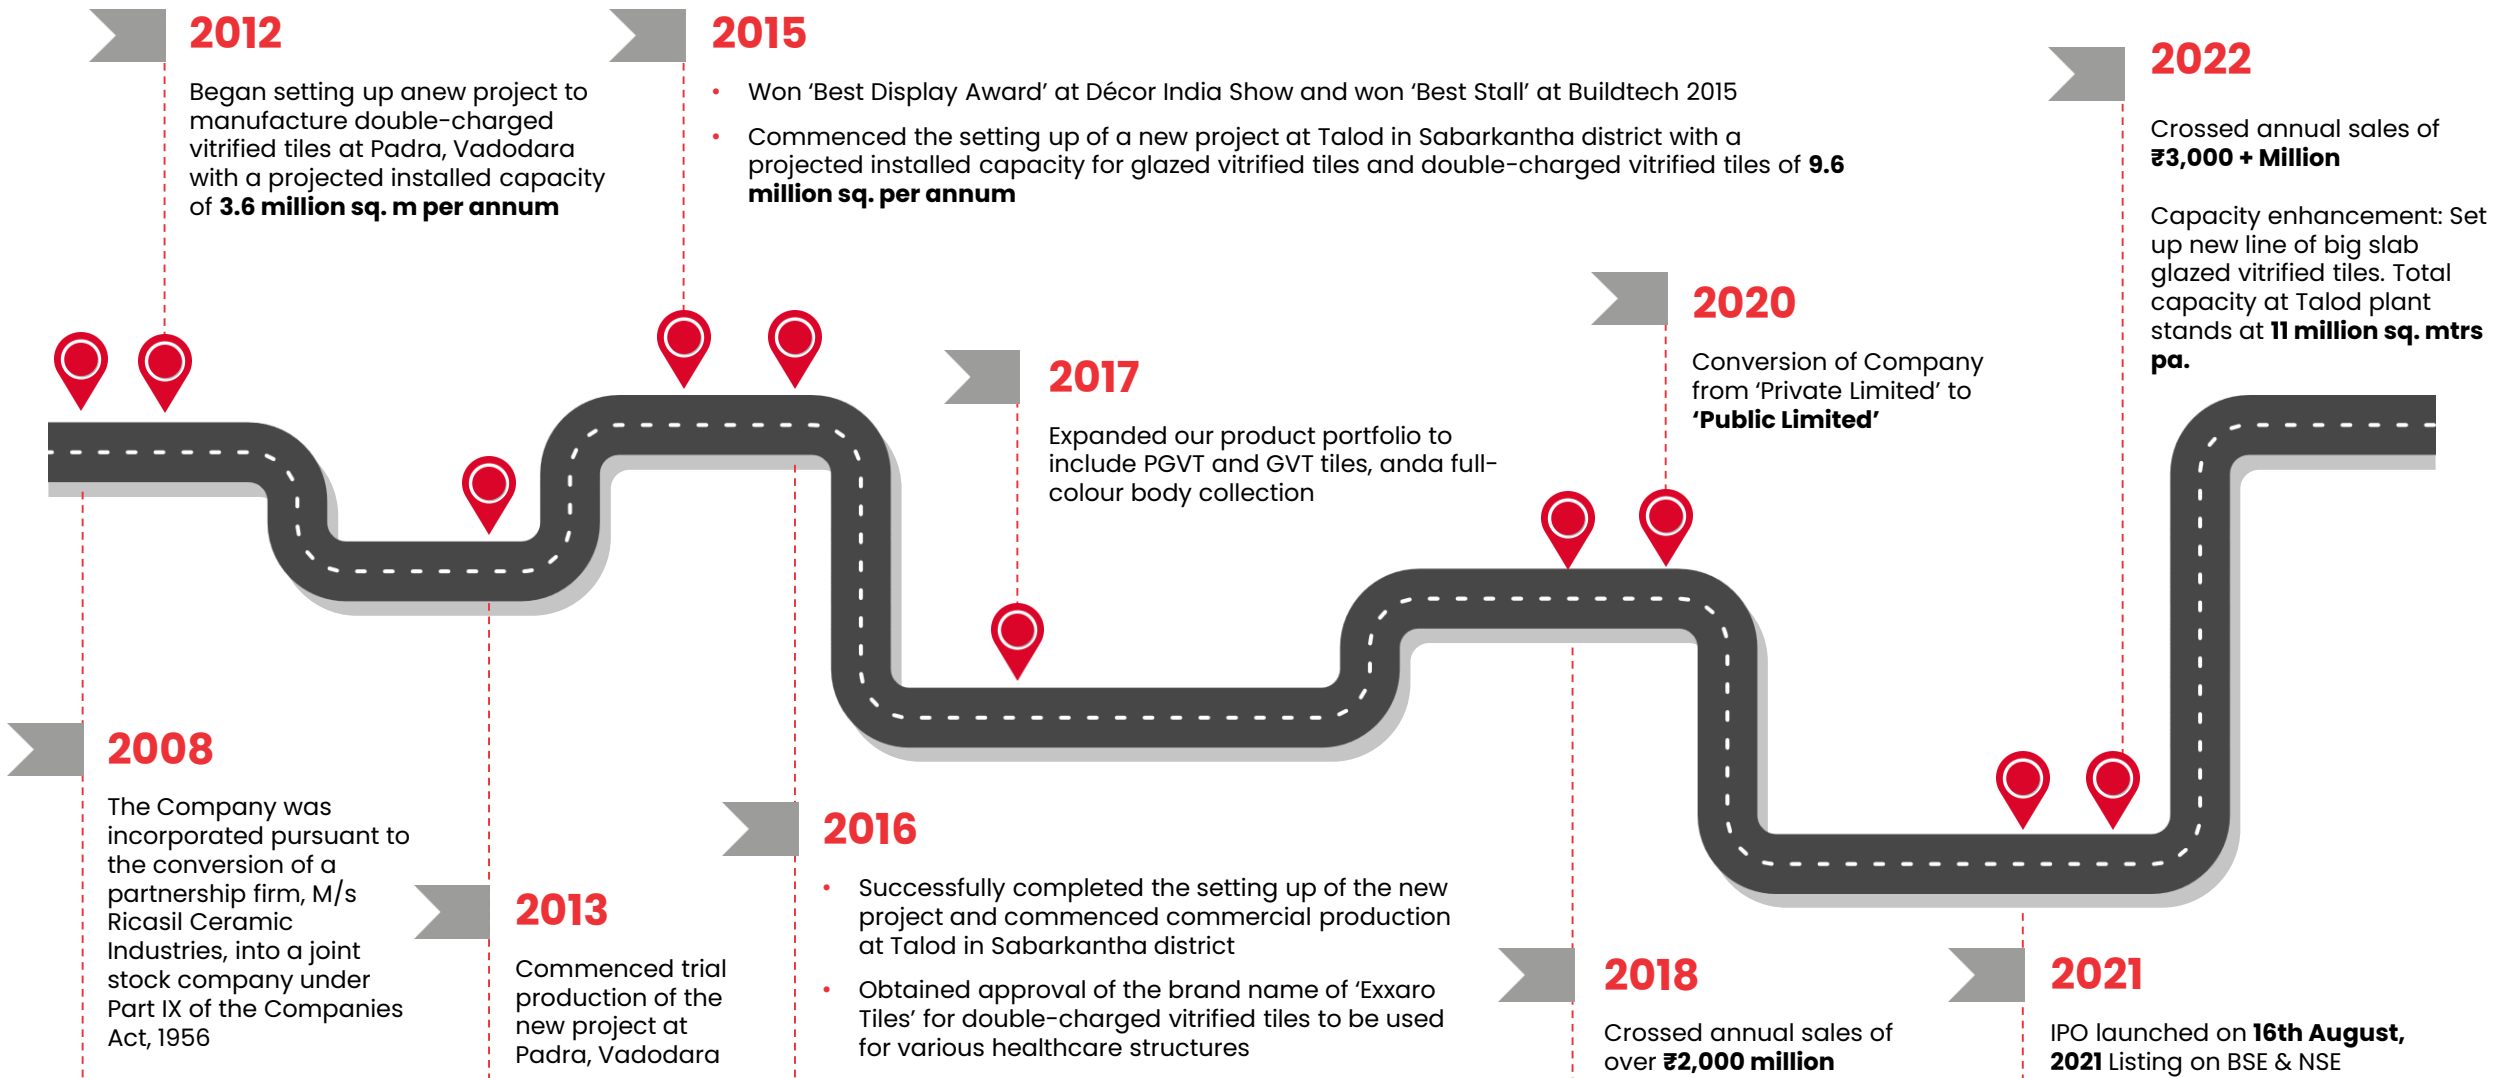 2012
Began setting up anew project to
manufacture double-charged
vitrified tiles at Padra, Vadodara
with a projected installed capacity
of 3.6 million sq. m per annum
2015
• Won ‘Best Display Award’ at Décor India Show and won ‘Best Stall’ at Buildtech 2015
• Commenced the setting up of a new project at Talod in Sabarkantha district with a
projected installed capacity for glazed vitrified tiles and double-charged vitrified tiles of 9.6
million sq. per annum
2022
Crossed annual sales of
₹3,000 + Million
Capacity enhancement: Set
up new line of big slab
glazed vitrified tiles. Total
capacity at Talod plant
stands at 11 million sq. mtrs
pa.
2020
Conversion of Company
from ‘Private Limited’ to
‘Public Limited’
2017
Expanded our product portfolio to
include PGVT and GVT tiles, anda full-
colour body collection
2008
The Company was
incorporated pursuant to
the conversion of a
partnership firm, M/s
Ricasil Ceramic
Industries, into a joint
stock company under
Part IX of the Companies
Act, 1956
2013
Commenced trial
production of the
new project at
Padra, Vadodara
2016
• Successfully completed the setting up of the new
project and commenced commercial production
at Talod in Sabarkantha district
• Obtained approval of the brand name of ‘Exxaro
Tiles’ for double-charged vitrified tiles to be used
for various healthcare structures
2018
Crossed annual sales of
over ₹2,000 million
2021
IPO launched on 16th August,
2021 Listing on BSE & NSE